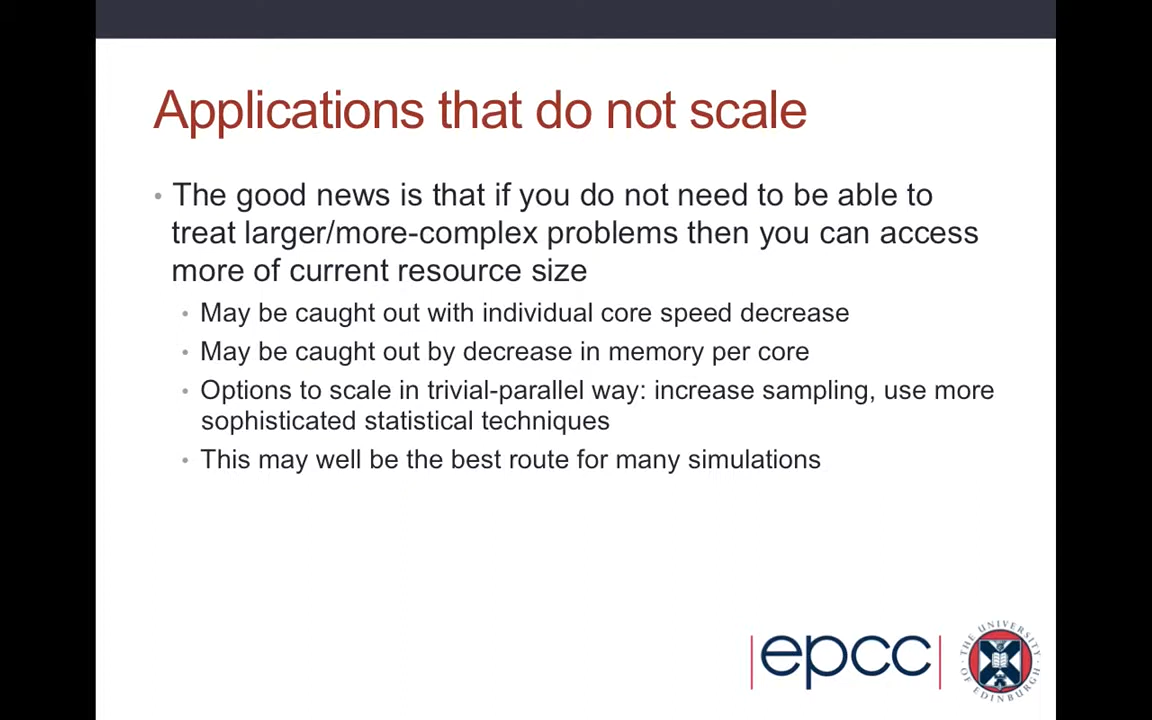 Applications that do not scale
• The good news is that if you do not need to be able to
treat larger/more-complex problems then you can access
more of current resource size
• May be caught out with individual core speed decrease
• May be caught out by decrease in memory per core
• Options to scale in trivial-parallel way: increase sampling, use more
sophisticated statistical techniques
• This may well be the best route for many simulations
|epcc|
THE UNIVERSITY
OF EDINBURGH